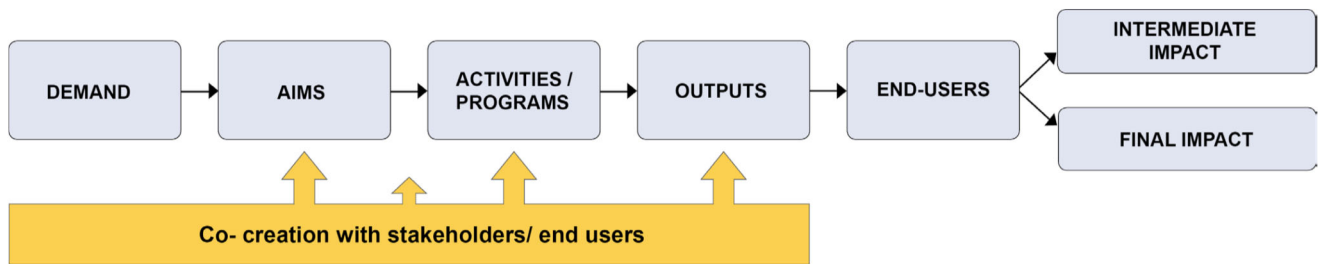 DEMAND
AIMS
ACTIVITIES /
PROGRAMS
OUTPUTS
END-USERS
INTERMEDIATE
IMPACT
FINAL IMPACT
Co- creation with stakeholders/ end users